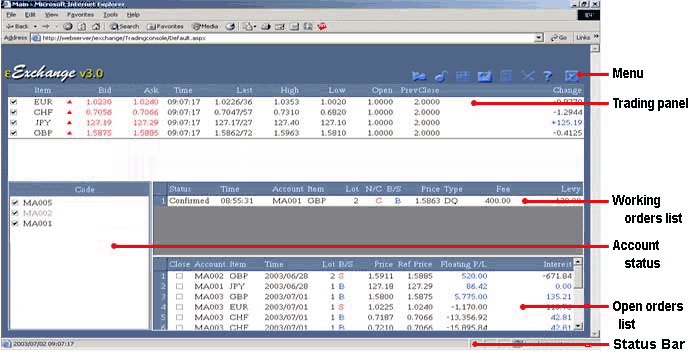 Main - Microsoft Internet Explorer
File Edit View Favorites Tools Help
Back Search Favorites Media
Address http://webserver/iexchange/Tradingconsole/Default.aspx Go Links »
εExchange v3.0
Menu
Item Bid Ask Time Last High Low Open PrevClose Change
EUR 1.0239 1.0240 09:07:17 1.0226/36 1.0353 1.0020 1.0000 2.0000
Trading panel
CHF 0.7056 0.7066 09:07:17 0.7047/57 0.7310 0.6820 1.0000 2.0000 -1.2944
JPY 127.19 127.29 09:07:17 127.17/27 127.40 127.10 1.0000 2.0000 +125.19
GBP 1.5875 1.5885 09:07:17 1.5862/72 1.5963 1.5810 1.0000 2.0000 -0.4125
Code
MA005
MA002
MA001
Status Time Account Item Lot N/C B/S Price Type Fee Levy
1 Confirmed 08:55:31 MA001 GBP 2 C B 1.5863 DQ 400.00
Working orders list
Account status
Close Account Item Time Lot B/S Price Ref Price Floating P/L Interest
1 MA002 GBP 2003/06/28 2 S 1.5911 1.5885 520.00 -671.84
2 MA001 JPY 2003/06/28 1 B 127.18 127.29 86.42 0.00
3 MA003 GBP 2003/07/01 1 B 1.5800 1.5875 5,775.00 135.21
4 MA003 EUR 2003/07/01 1 S 1.0225 1.0240 -1,170.00
5 MA003 CHF 2003/07/01 1 B 0.7187 0.7066 -13,356.92 42.81
6 MA003 CHF 2003/07/01 1 B 0.7210 0.7066 -15,895.84 42.81
Open orders list
2003/07/02 09:07:17
Status Bar